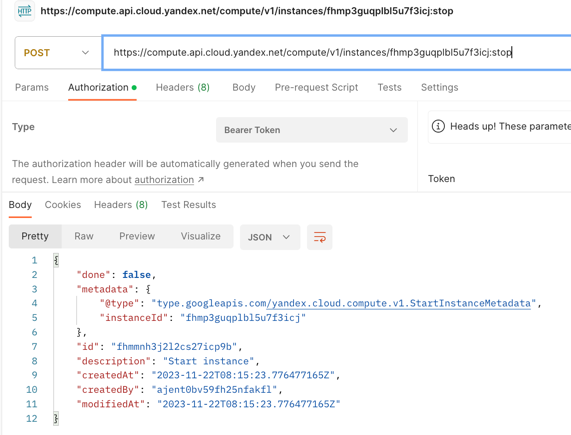 HTTP https://compute.api.cloud.yandex.net/compute/v1/instances/fhmp3guqplbl5u7f3icj:stop
POST https://compute.api.cloud.yandex.net/compute/v1/instances/fhmp3guqplbl5u7f3icj:stop
Params Authorization Headers (8) Body Pre-request Script Tests Settings
Type Bearer Token
Heads up! These paramete
The authorization header will be automatically generated when you send the
request. Learn more about authorization ↗
Token
Body Cookies Headers (8) Test Results
Pretty Raw Preview Visualize JSON
1 {
2 "done": false,
3 "metadata": {
4 "@type": "type.googleapis.com/yandex.cloud.compute.v1.StartInstanceMetadata",
5 "instanceId": "fhmp3guqplbl5u7f3icj"
6 },
7 "id": "fhmmnh3j2l2cs27icp9b",
8 "description": "Start instance",
9 "createdAt": "2023-11-22T08:15:23.776477165Z",
10 "createdBy": "ajent0bv59fh25nfakfl",
11 "modifiedAt": "2023-11-22T08:15:23.776477165Z"
12 }